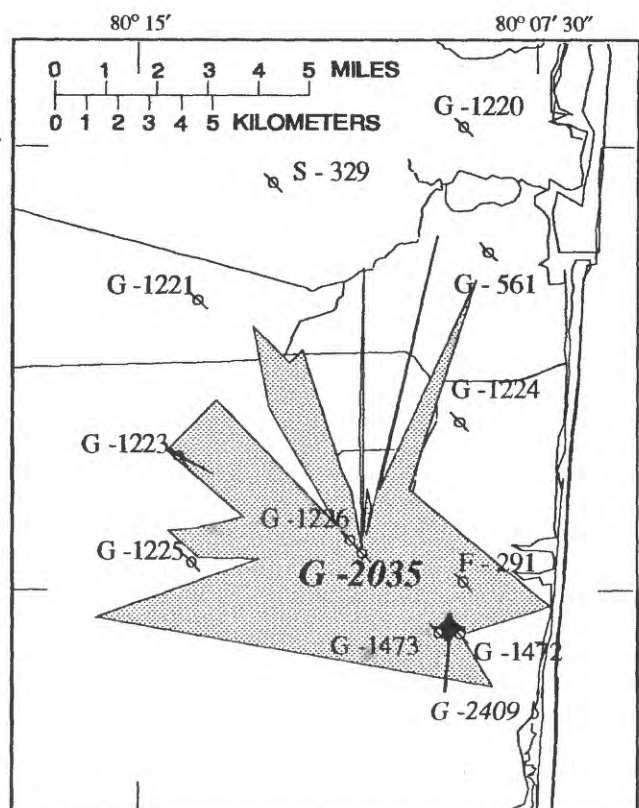 80° 15′ 80° 07′ 30″
0 1 2 3 4 5 MILES
0 1 2 3 4 5 KILOMETERS
G -1220
S - 329
G -1221
G - 561
G -1224
G -1223
G -1226
G -1225
G -2035
F - 291
G -1473
G -1472
G -2409